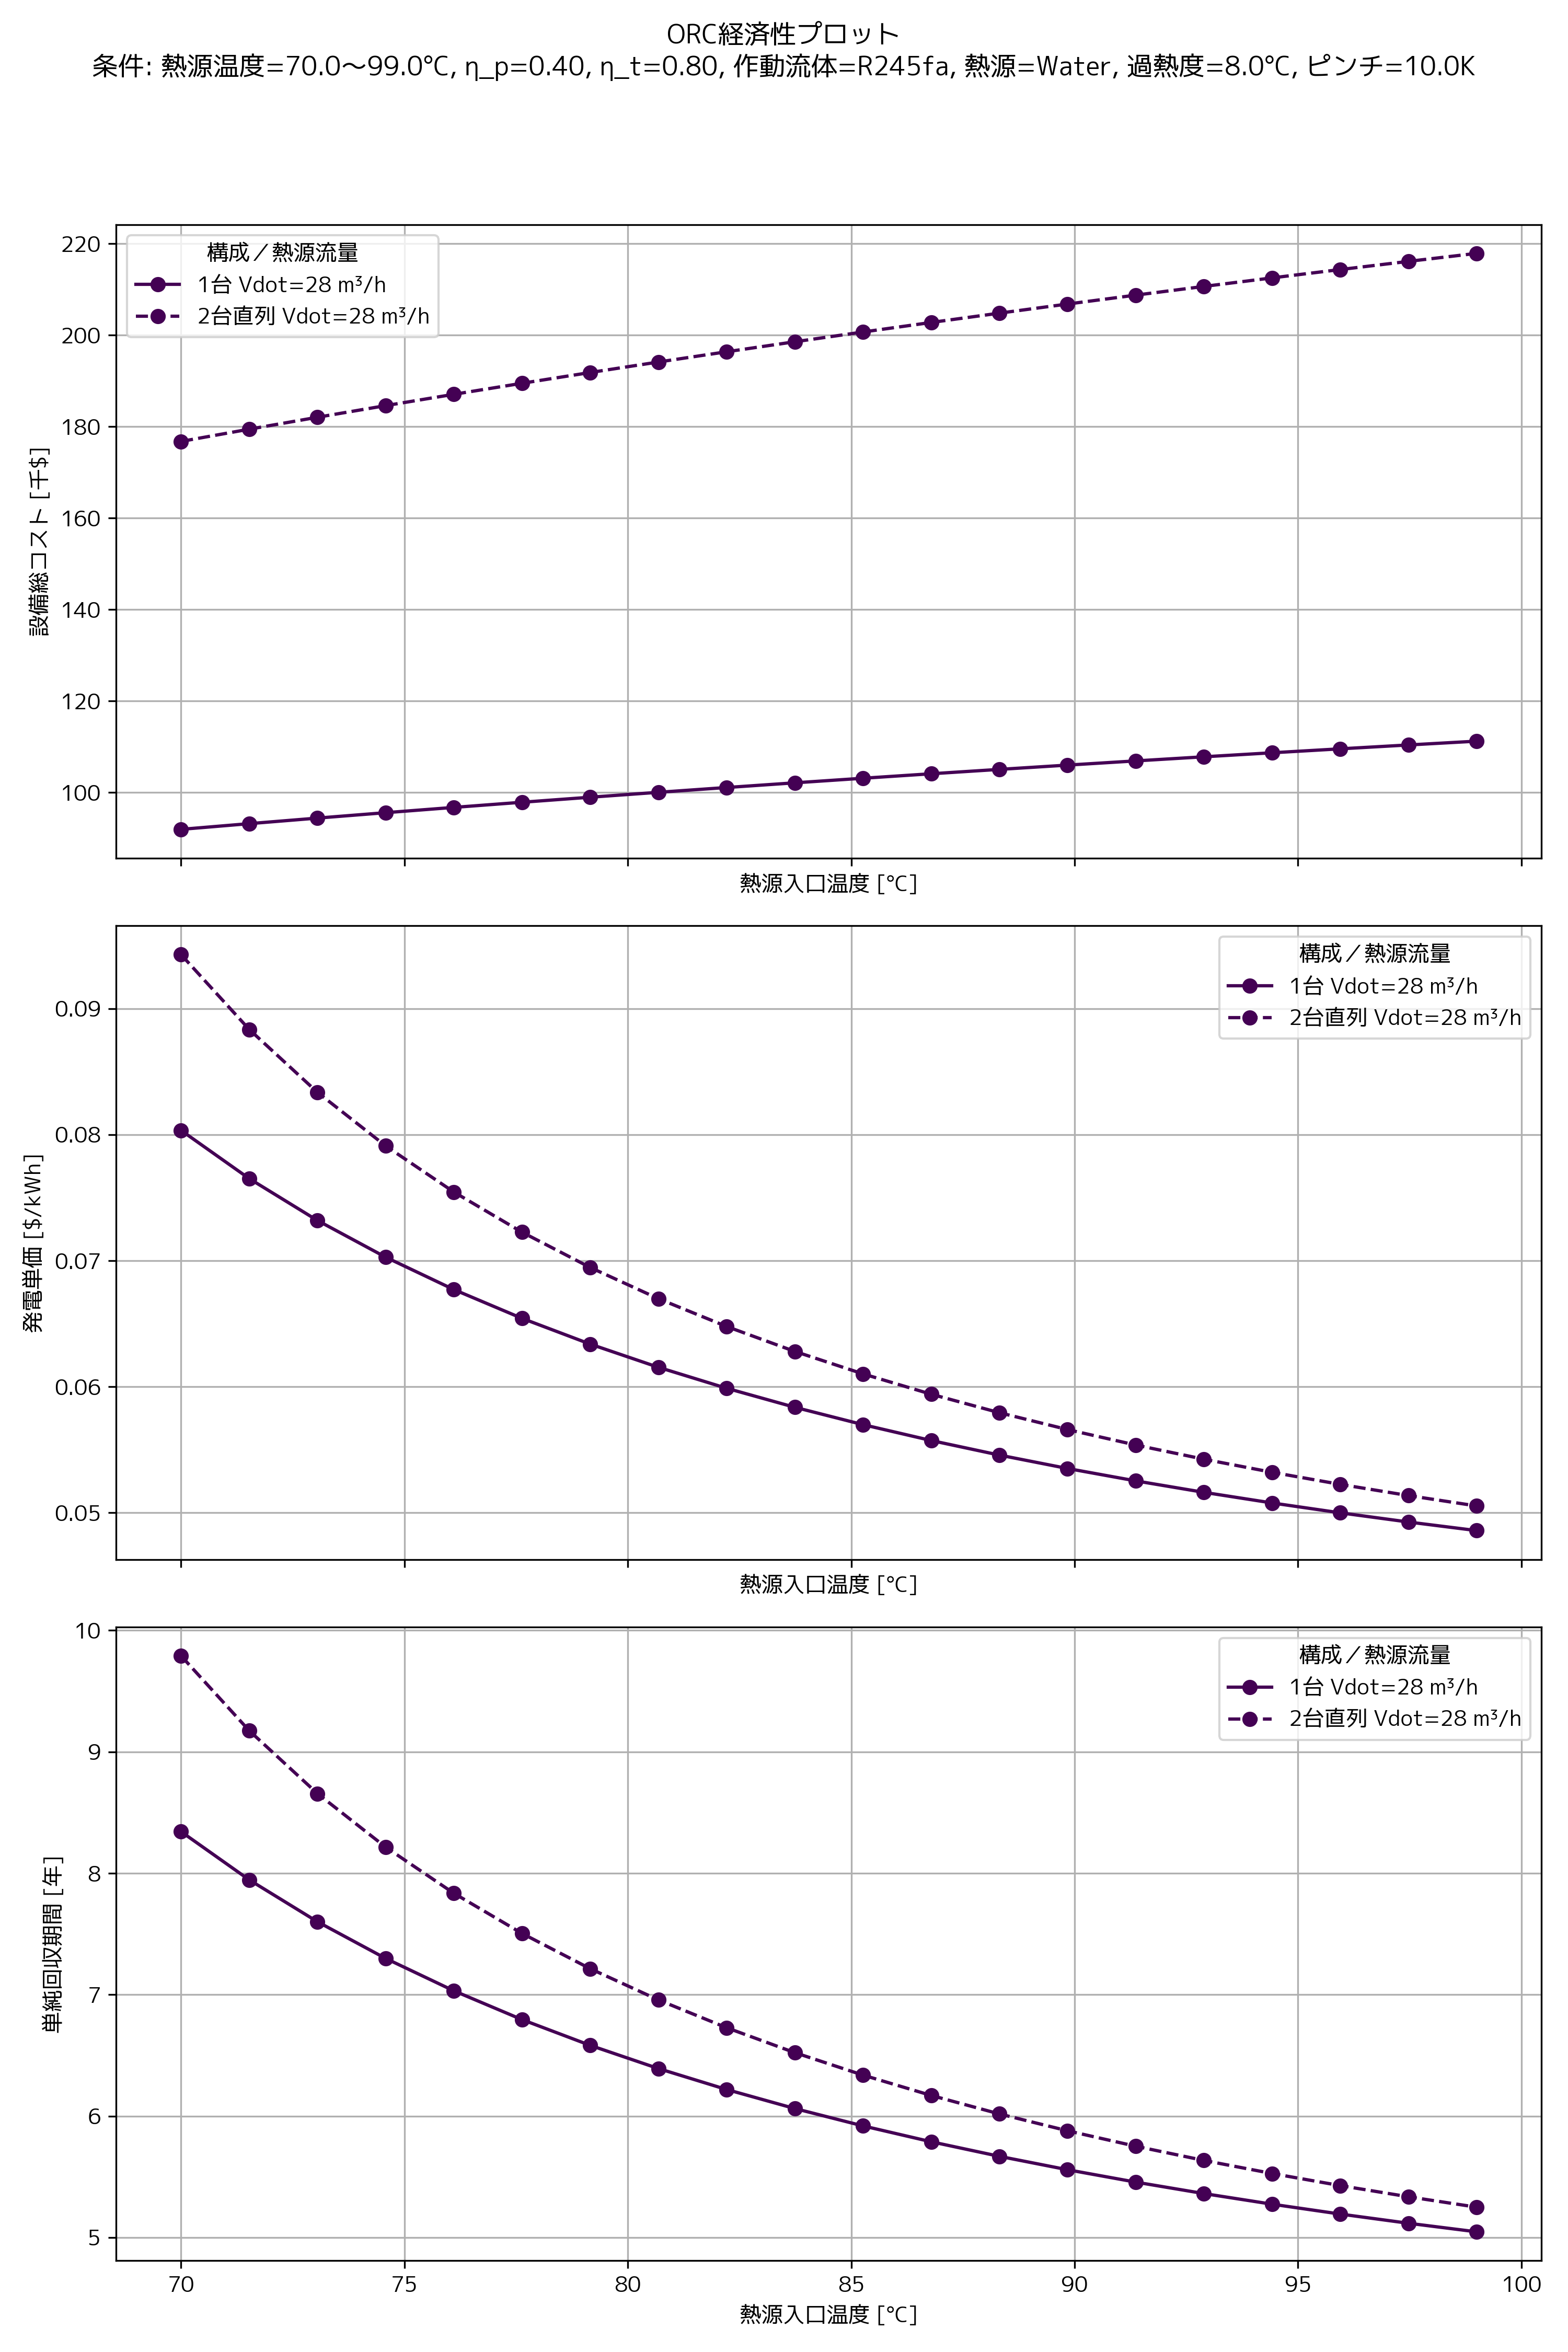 ORC経済性プロット
条件: 熱源温度=70.0～99.0℃, η_p=0.40, η_t=0.80, 作動流体=R245fa, 熱源=Water, 過熱度=8.0℃, ピンチ=10.0K
設備総コスト [千$]
220
200
180
160
140
120
100
構成／熱源流量
1台 Vdot=28 m³/h
2台直列 Vdot=28 m³/h
熱源入口温度 [℃]
発電単価 [$/kWh]
0.09
0.08
0.07
0.06
0.05
構成／熱源流量
1台 Vdot=28 m³/h
2台直列 Vdot=28 m³/h
熱源入口温度 [℃]
単純回収期間 [年]
10
9
8
7
6
5
構成／熱源流量
1台 Vdot=28 m³/h
2台直列 Vdot=28 m³/h
70 75 80 85 90 95 100
熱源入口温度 [℃]